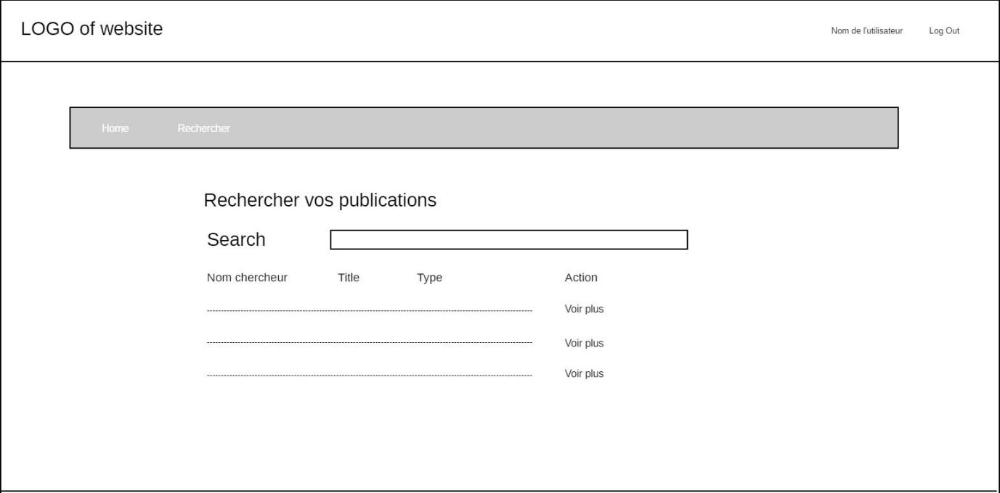 LOGO of website
Nom de l'utilisateur Log Out
Home Rechercher
Rechercher vos publications
Search
Nom chercheur Title Type Action
Voir plus
Voir plus
Voir plus